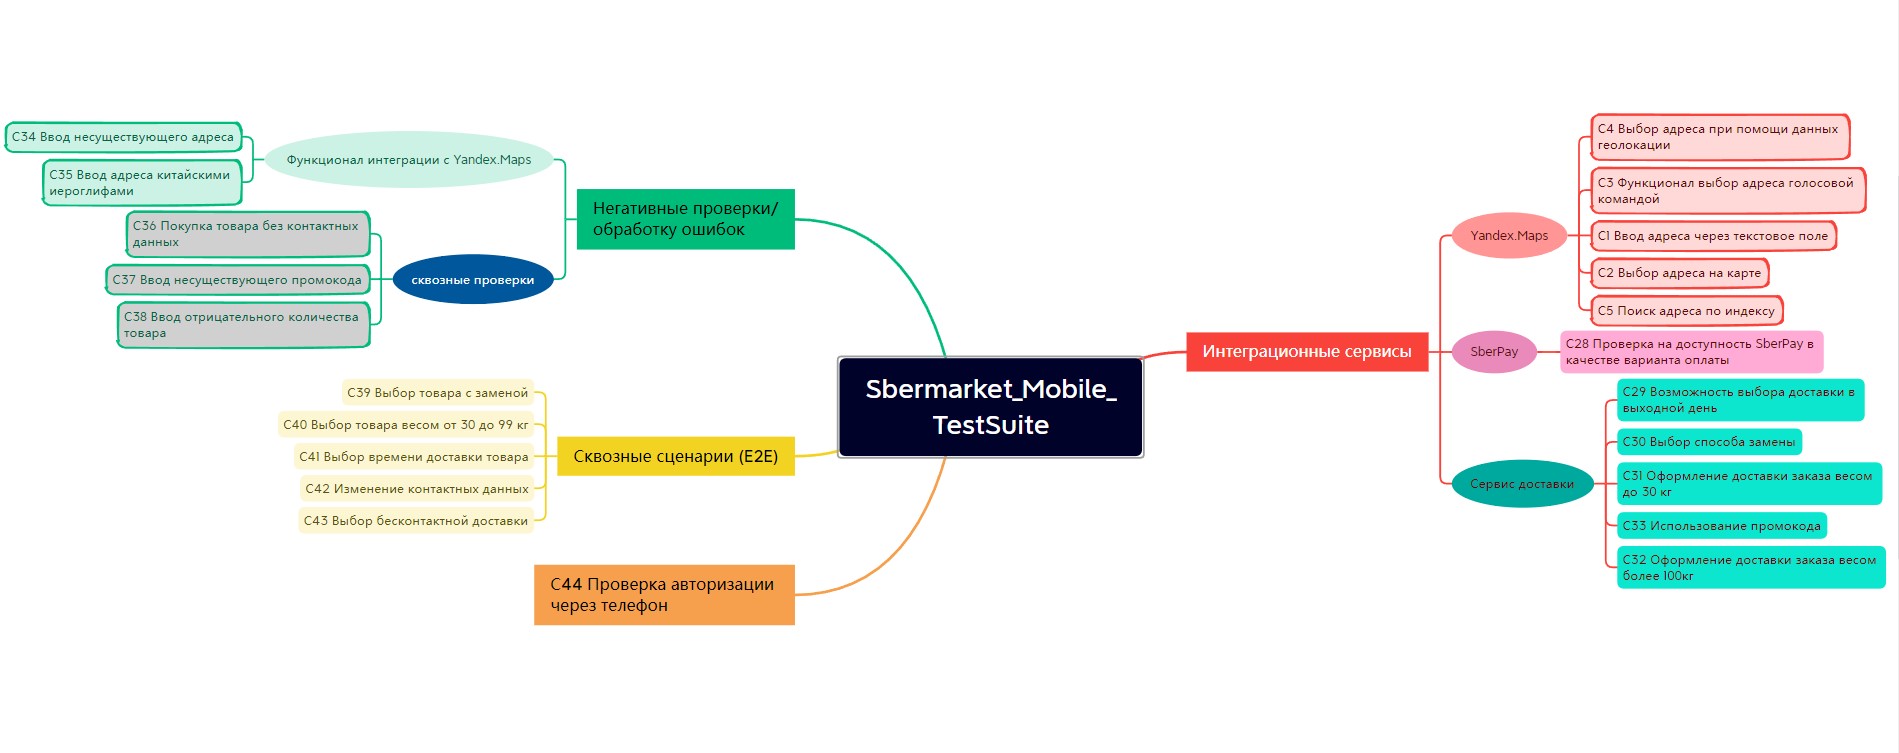 Sbermarket_Mobile_
TestSuite
Негативные проверки/
обработку ошибок
Функционал интеграции с Yandex.Maps
C34 Ввод несуществующего адреса
C35 Ввод адреса китайскими
иероглифами
сквозные проверки
C36 Покупка товара без контактных
данных
C37 Ввод несуществующего промокода
C38 Ввод отрицательного количества
товара
Сквозные сценарии (E2E)
C39 Выбор товара с заменой
C40 Выбор товара весом от 30 до 99 кг
C41 Выбор времени доставки товара
C42 Изменение контактных данных
C43 Выбор бесконтактной доставки
C44 Проверка авторизации
через телефон
Интеграционные сервисы
Yandex.Maps
C4 Выбор адреса при помощи данных
геолокации
C3 Функционал выбор адреса голосовой
командой
C1 Ввод адреса через текстовое поле
C2 Выбор адреса на карте
C5 Поиск адреса по индексу
SberPay
C28 Проверка на доступность SberPay в
качестве варианта оплаты
Сервис доставки
C29 Возможность выбора доставки в
выходной день
C30 Выбор способа замены
C31 Оформление доставки заказа весом
до 30 кг
C33 Использование промокода
C32 Оформление доставки заказа весом
более 100кг